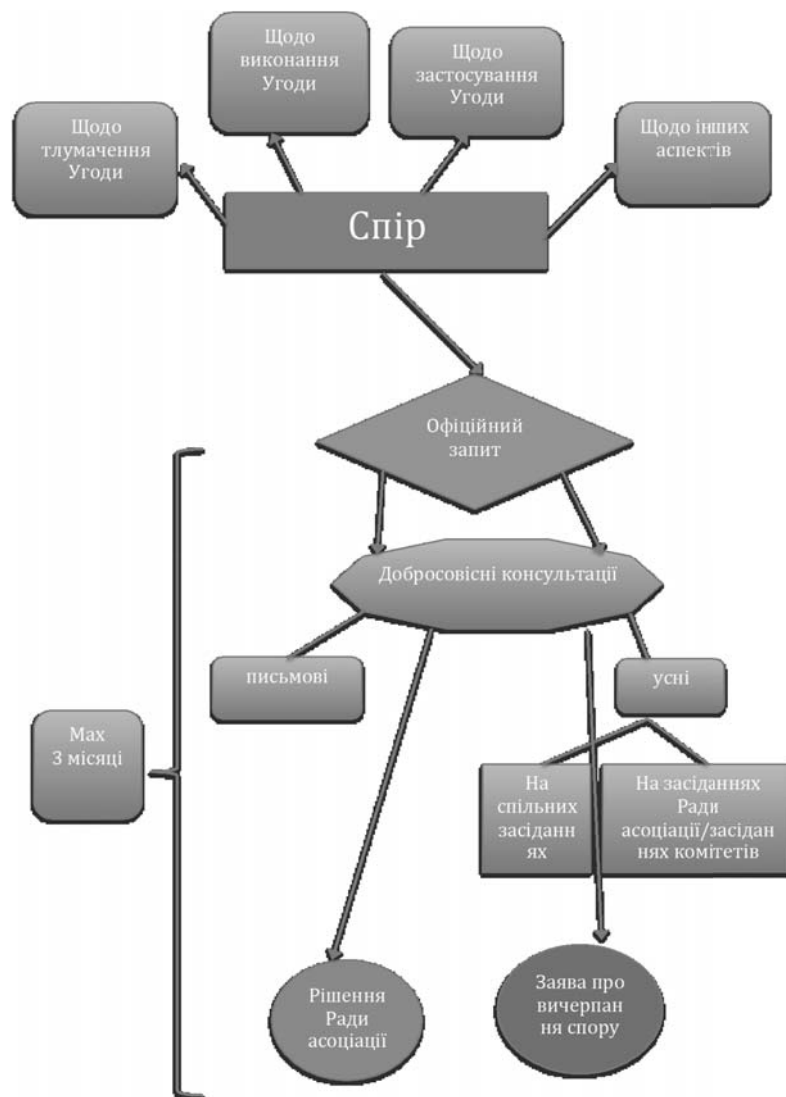 Щодо
виконання
Угоди
Щодо
застосування
Угоди
Щодо
тлумачення
Угоди
Щодо інших
аспектів
Спір
Офіційний
запит
Добросовісні консультації
письмові
усні
Max
3 місяці
На
спільних
засіданн
ях
На засіданнях
Ради
асоціації/засідан
нях комітетів
Рішення
Ради
асоціації
Заява про
вичерпан
ня спору